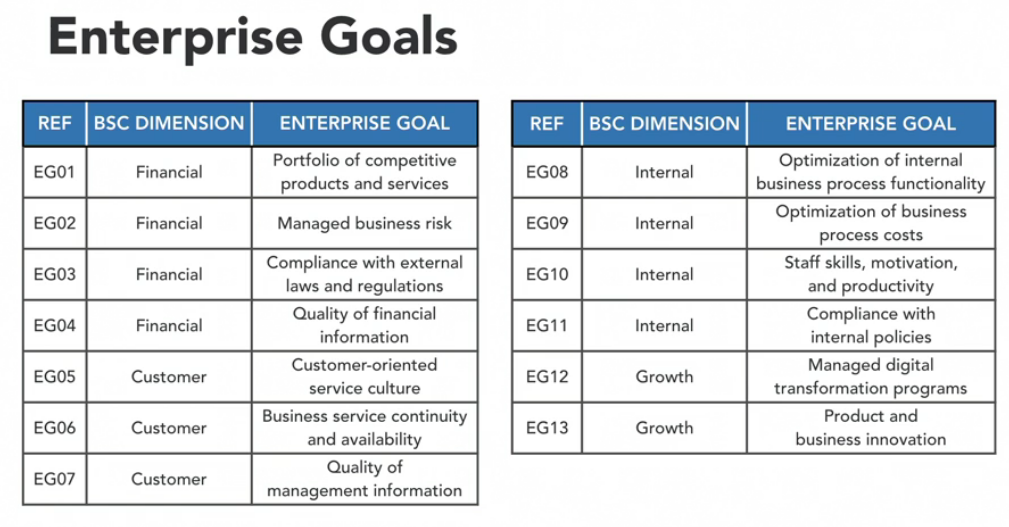 Enterprise Goals
REF BSC DIMENSION ENTERPRISE GOAL
EG01 Financial Portfolio of competitive
products and services
EG02 Financial Managed business risk
EG03 Financial Compliance with external
laws and regulations
EG04 Financial Quality of financial
information
EG05 Customer Customer-oriented
service culture
EG06 Customer Business service continuity
and availability
EG07 Customer Quality of
management information
REF BSC DIMENSION ENTERPRISE GOAL
EG08 Internal Optimization of internal
business process functionality
EG09 Internal Optimization of business
process costs
EG10 Internal Staff skills, motivation,
and productivity
EG11 Internal Compliance with
internal policies
EG12 Growth Managed digital
transformation programs
EG13 Growth Product and
business innovation